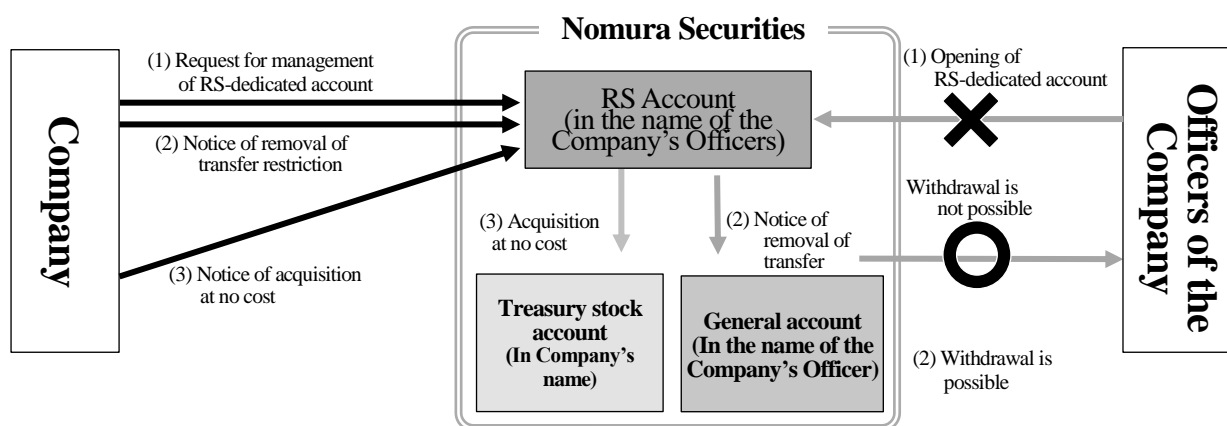 Nomura Securities
Company
(1) Request for management
of RS-dedicated account
(2) Notice of removal of
transfer restriction
(3) Notice of acquisition
at no cost
RS Account
(in the name of the
Company's Officers)
(3) Acquisition
at no cost
(2) Notice of
removal of
transfer
Treasury stock
account
(In Company's
name)
General account
(In the name of the
Company's Officer)
(1) Opening of
RS-dedicated account
Withdrawal is
not possible
(2) Withdrawal is
possible
Officers of the
Company